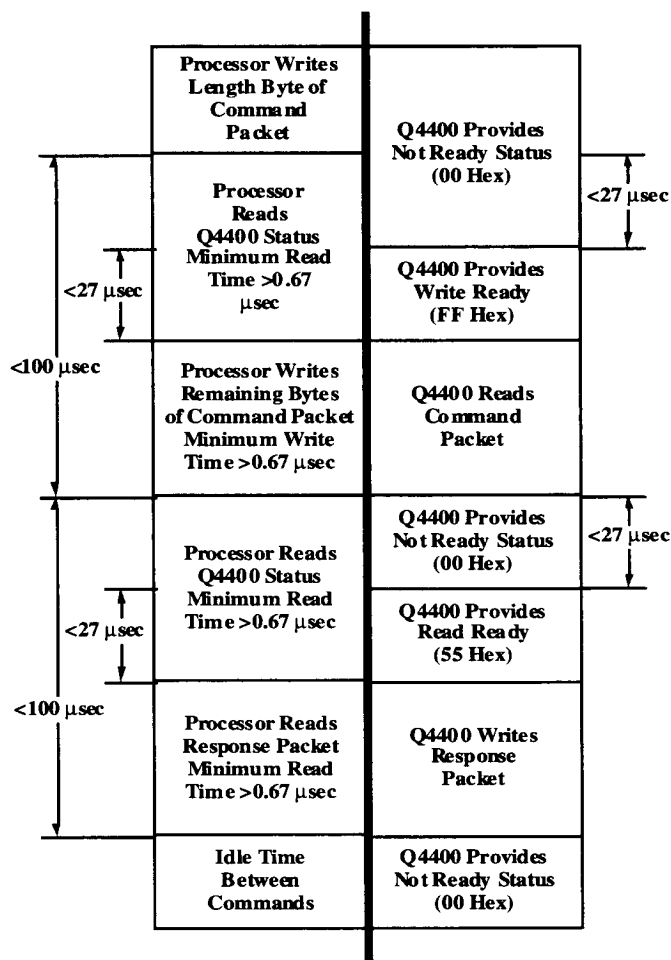 Processor Writes
Length Byte of
Command
Packet
Q4400 Provides
Not Ready Status
(00 Hex)
<27 μsec
Processor
Reads
Q4400 Status
Minimum Read
Time >0.67
μsec
<27 μsec
Q4400 Provides
Write Ready
(FF Hex)
<100 μsec
Processor Writes
Remaining Bytes
of Command Packet
Minimum Write
Time >0.67 μsec
Q4400 Reads
Command
Packet
Q4400 Provides
Not Ready Status
(00 Hex)
<27 μsec
Processor Reads
Q4400 Status
Minimum Read
Time >0.67 μsec
<27 μsec
Q4400 Provides
Read Ready
(55 Hex)
<100 μsec
Processor Reads
Response Packet
Minimum Read
Time >0.67 μsec
Q4400 Writes
Response
Packet
Idle Time
Between
Commands
Q4400 Provides
Not Ready Status
(00 Hex)